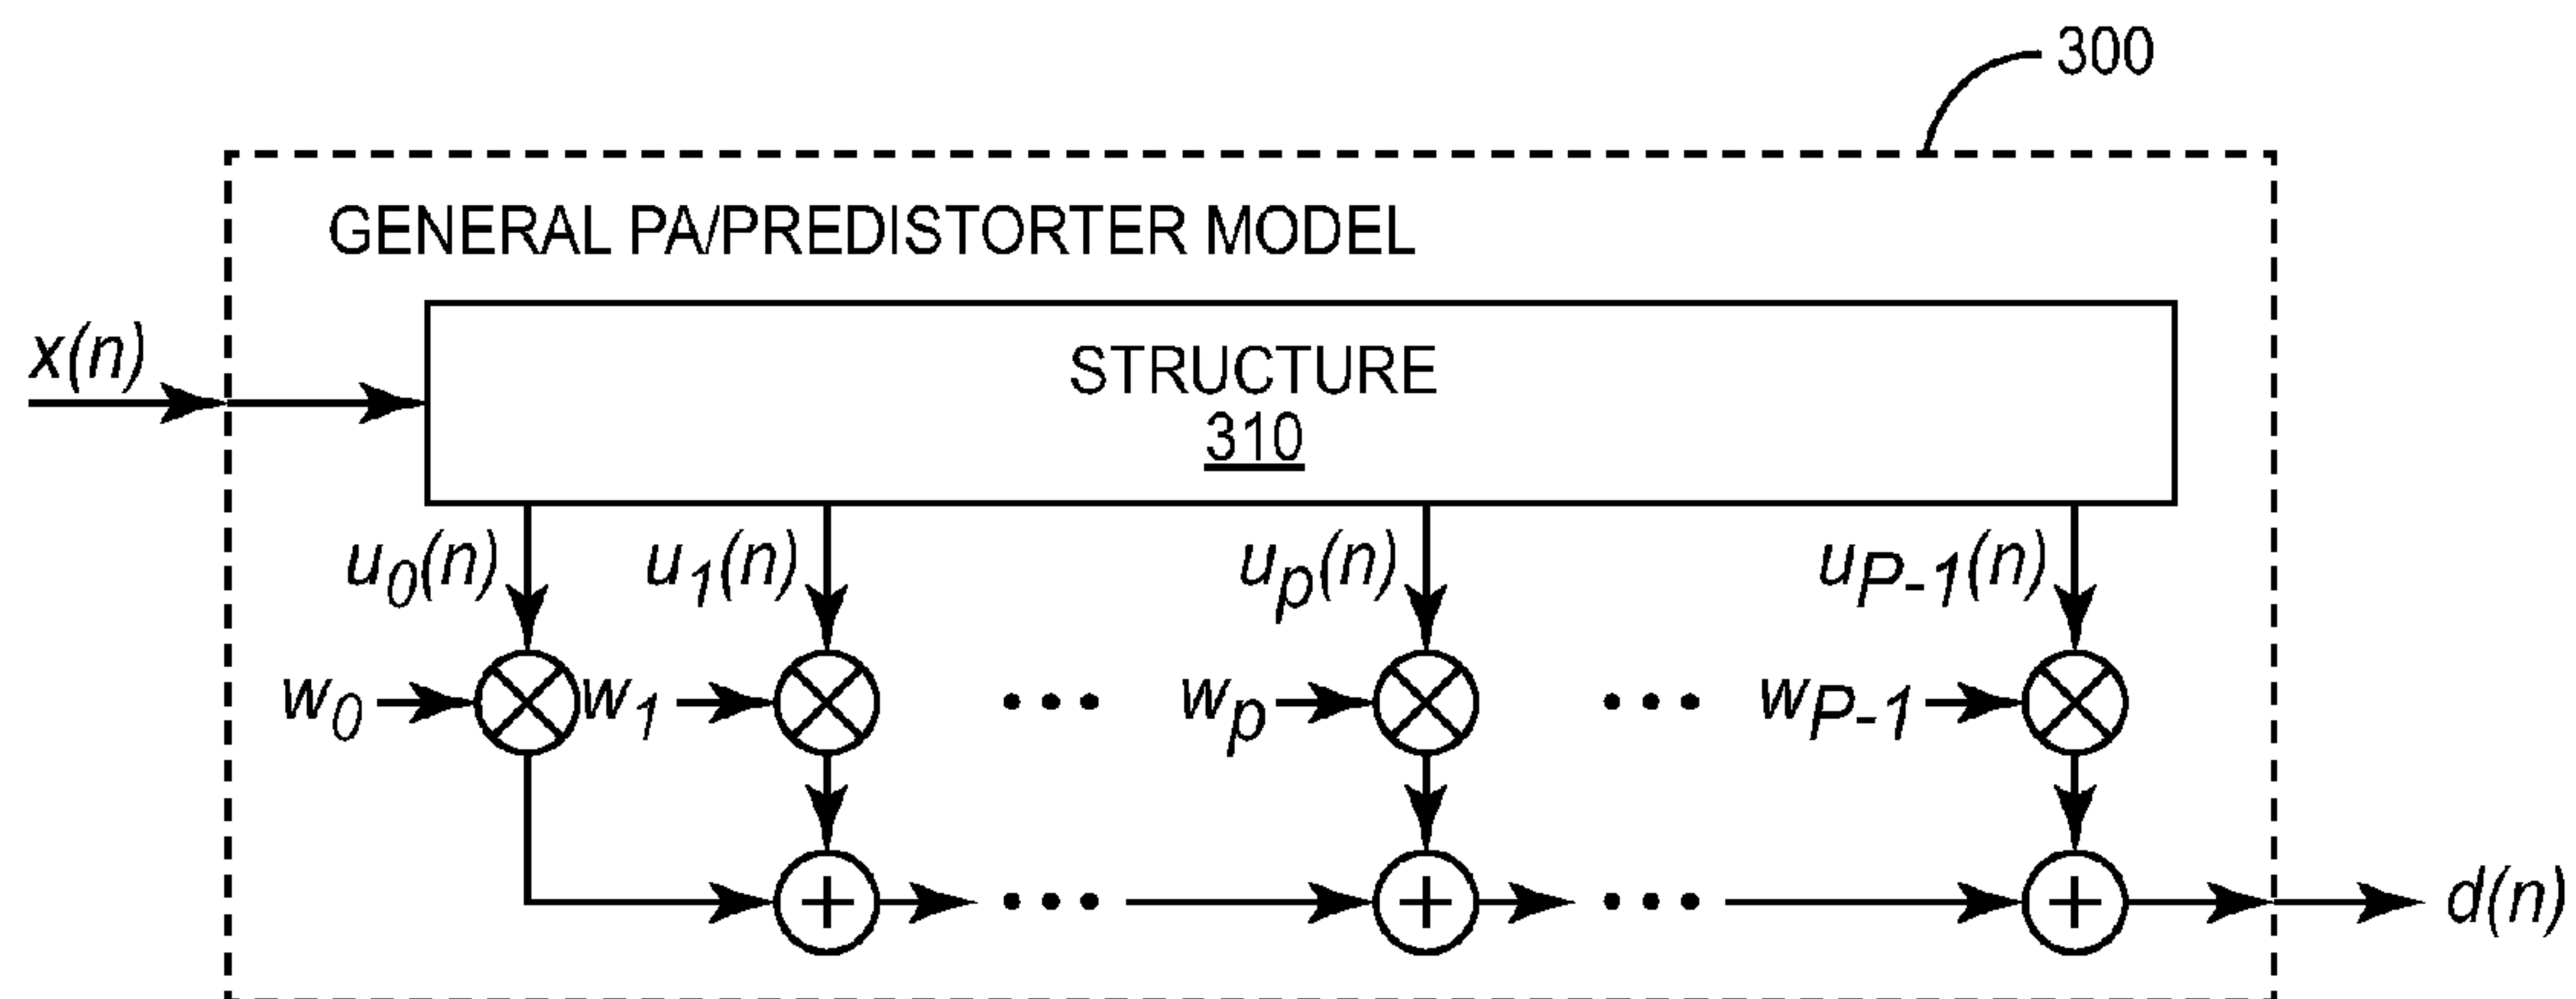 300
GENERAL PA/PREDISTORTER MODEL
x(n)
STRUCTURE
310
u0(n) u1(n) up(n) uP-1(n)
w0 w1 ... wp ... wP-1
... ... d(n)